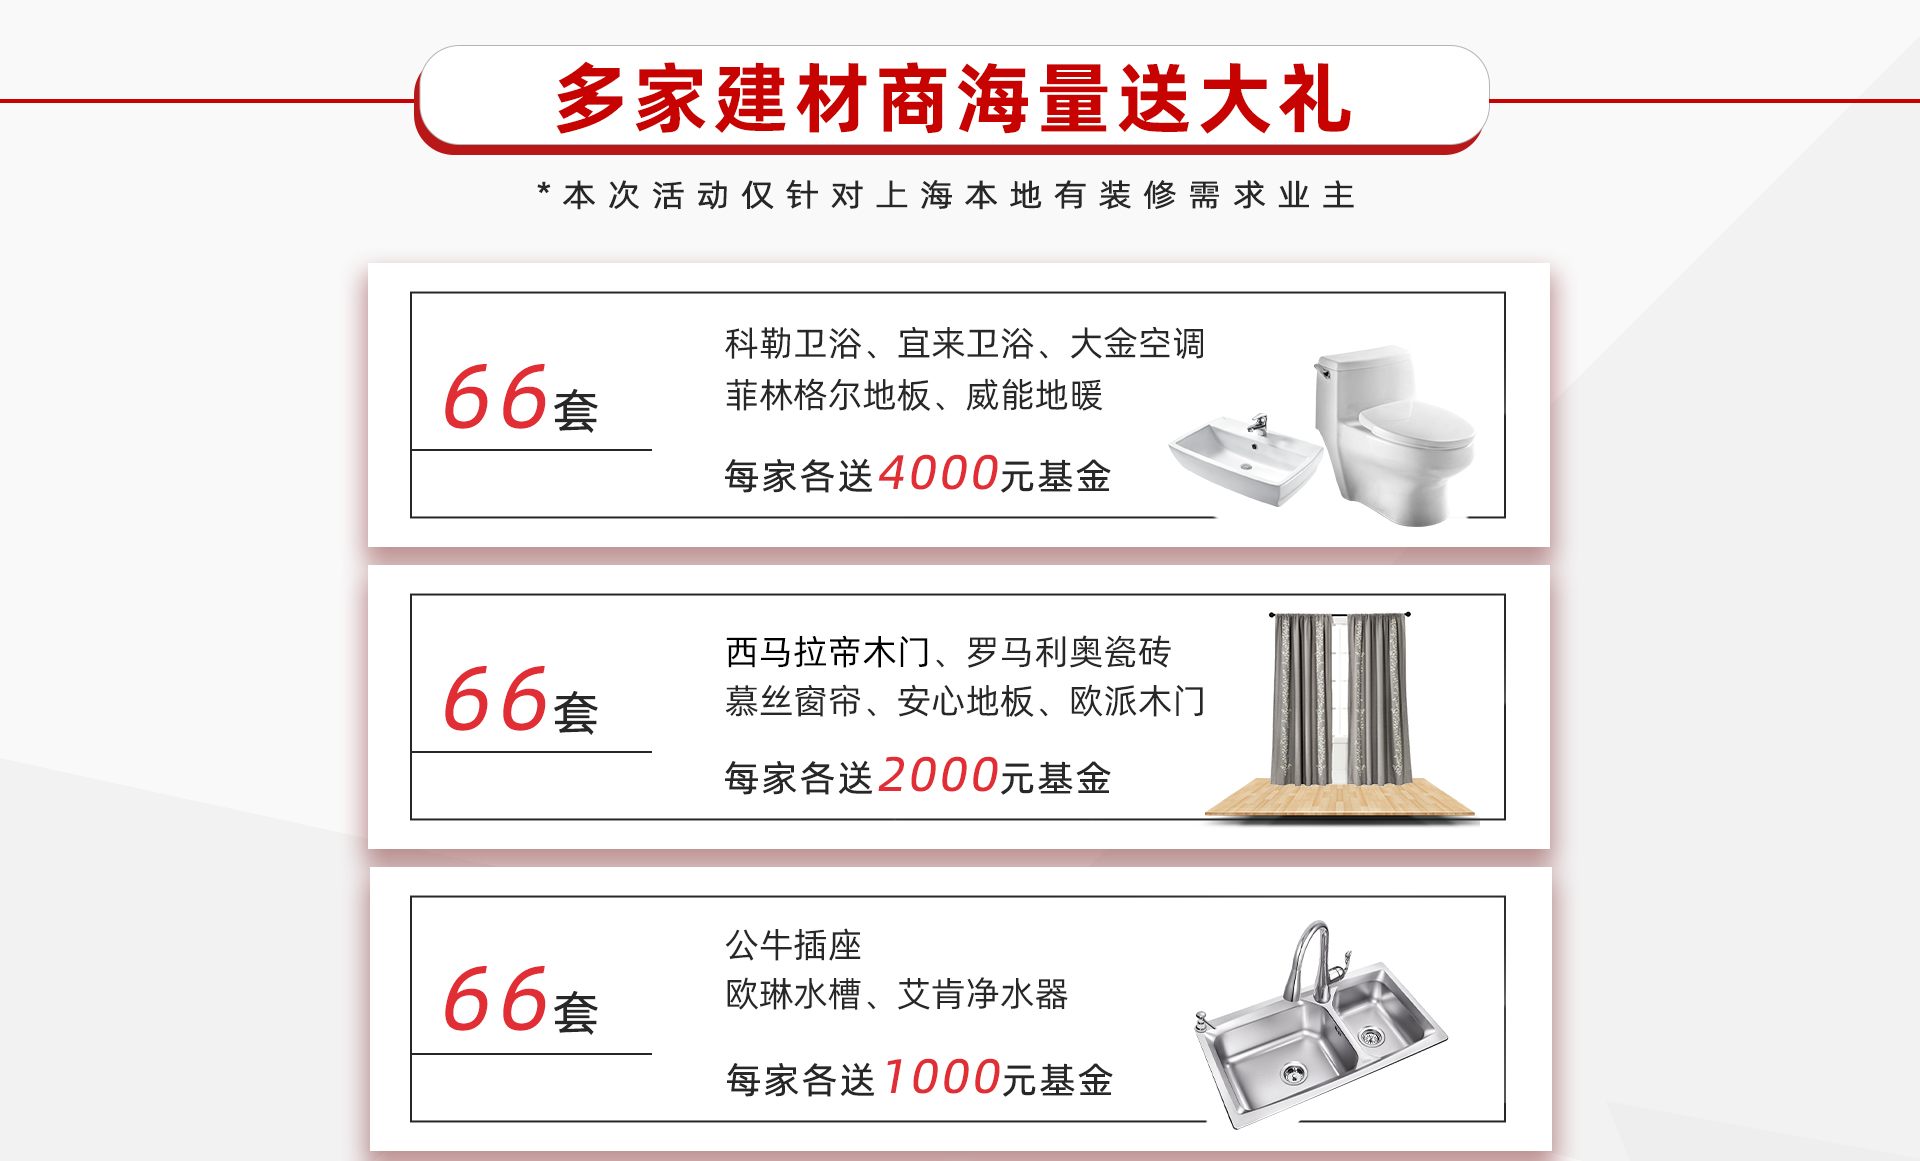 多家建材商海量送大礼
*本次活动仅针对上海本地有装修需求业主
66套
科勒卫浴、宜来卫浴、大金空调
菲林格尔地板、威能地暖
每家各送4000元基金
66套
西马拉帝木门、罗马利奥瓷砖
慕丝窗帘、安心地板、欧派木门
每家各送2000元基金
66套
公牛插座
欧琳水槽、艾肯净水器
每家各送1000元基金